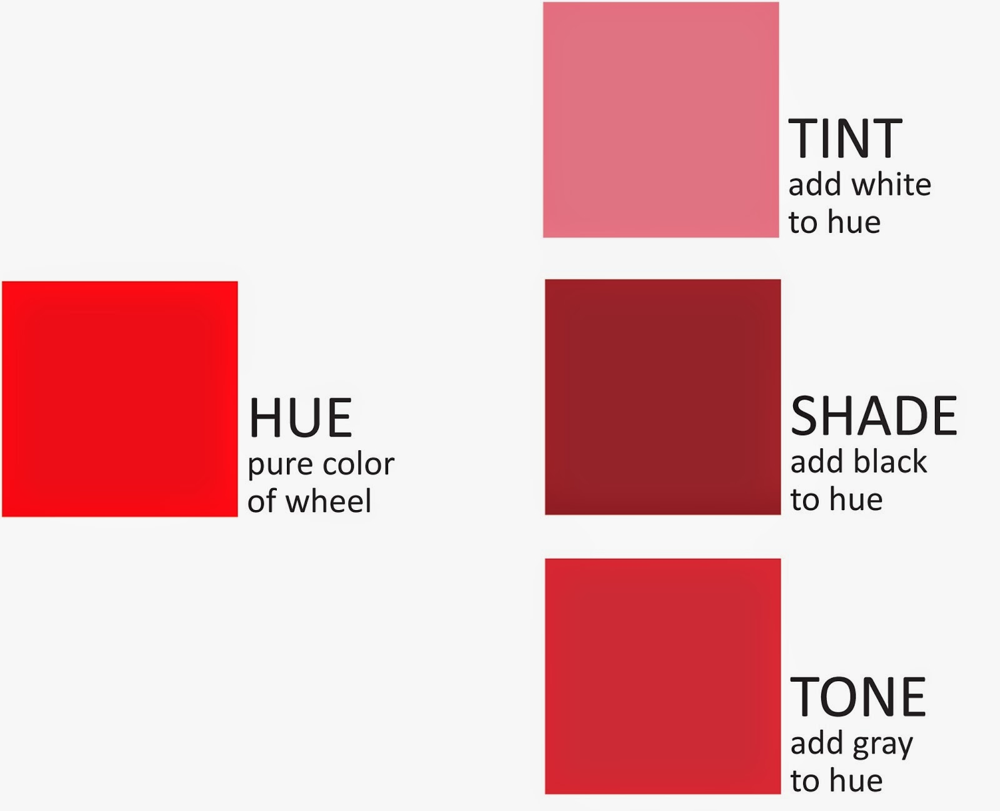 TINT
add white
to hue
HUE
pure color
of wheel
SHADE
add black
to hue
TONE
add gray
to hue